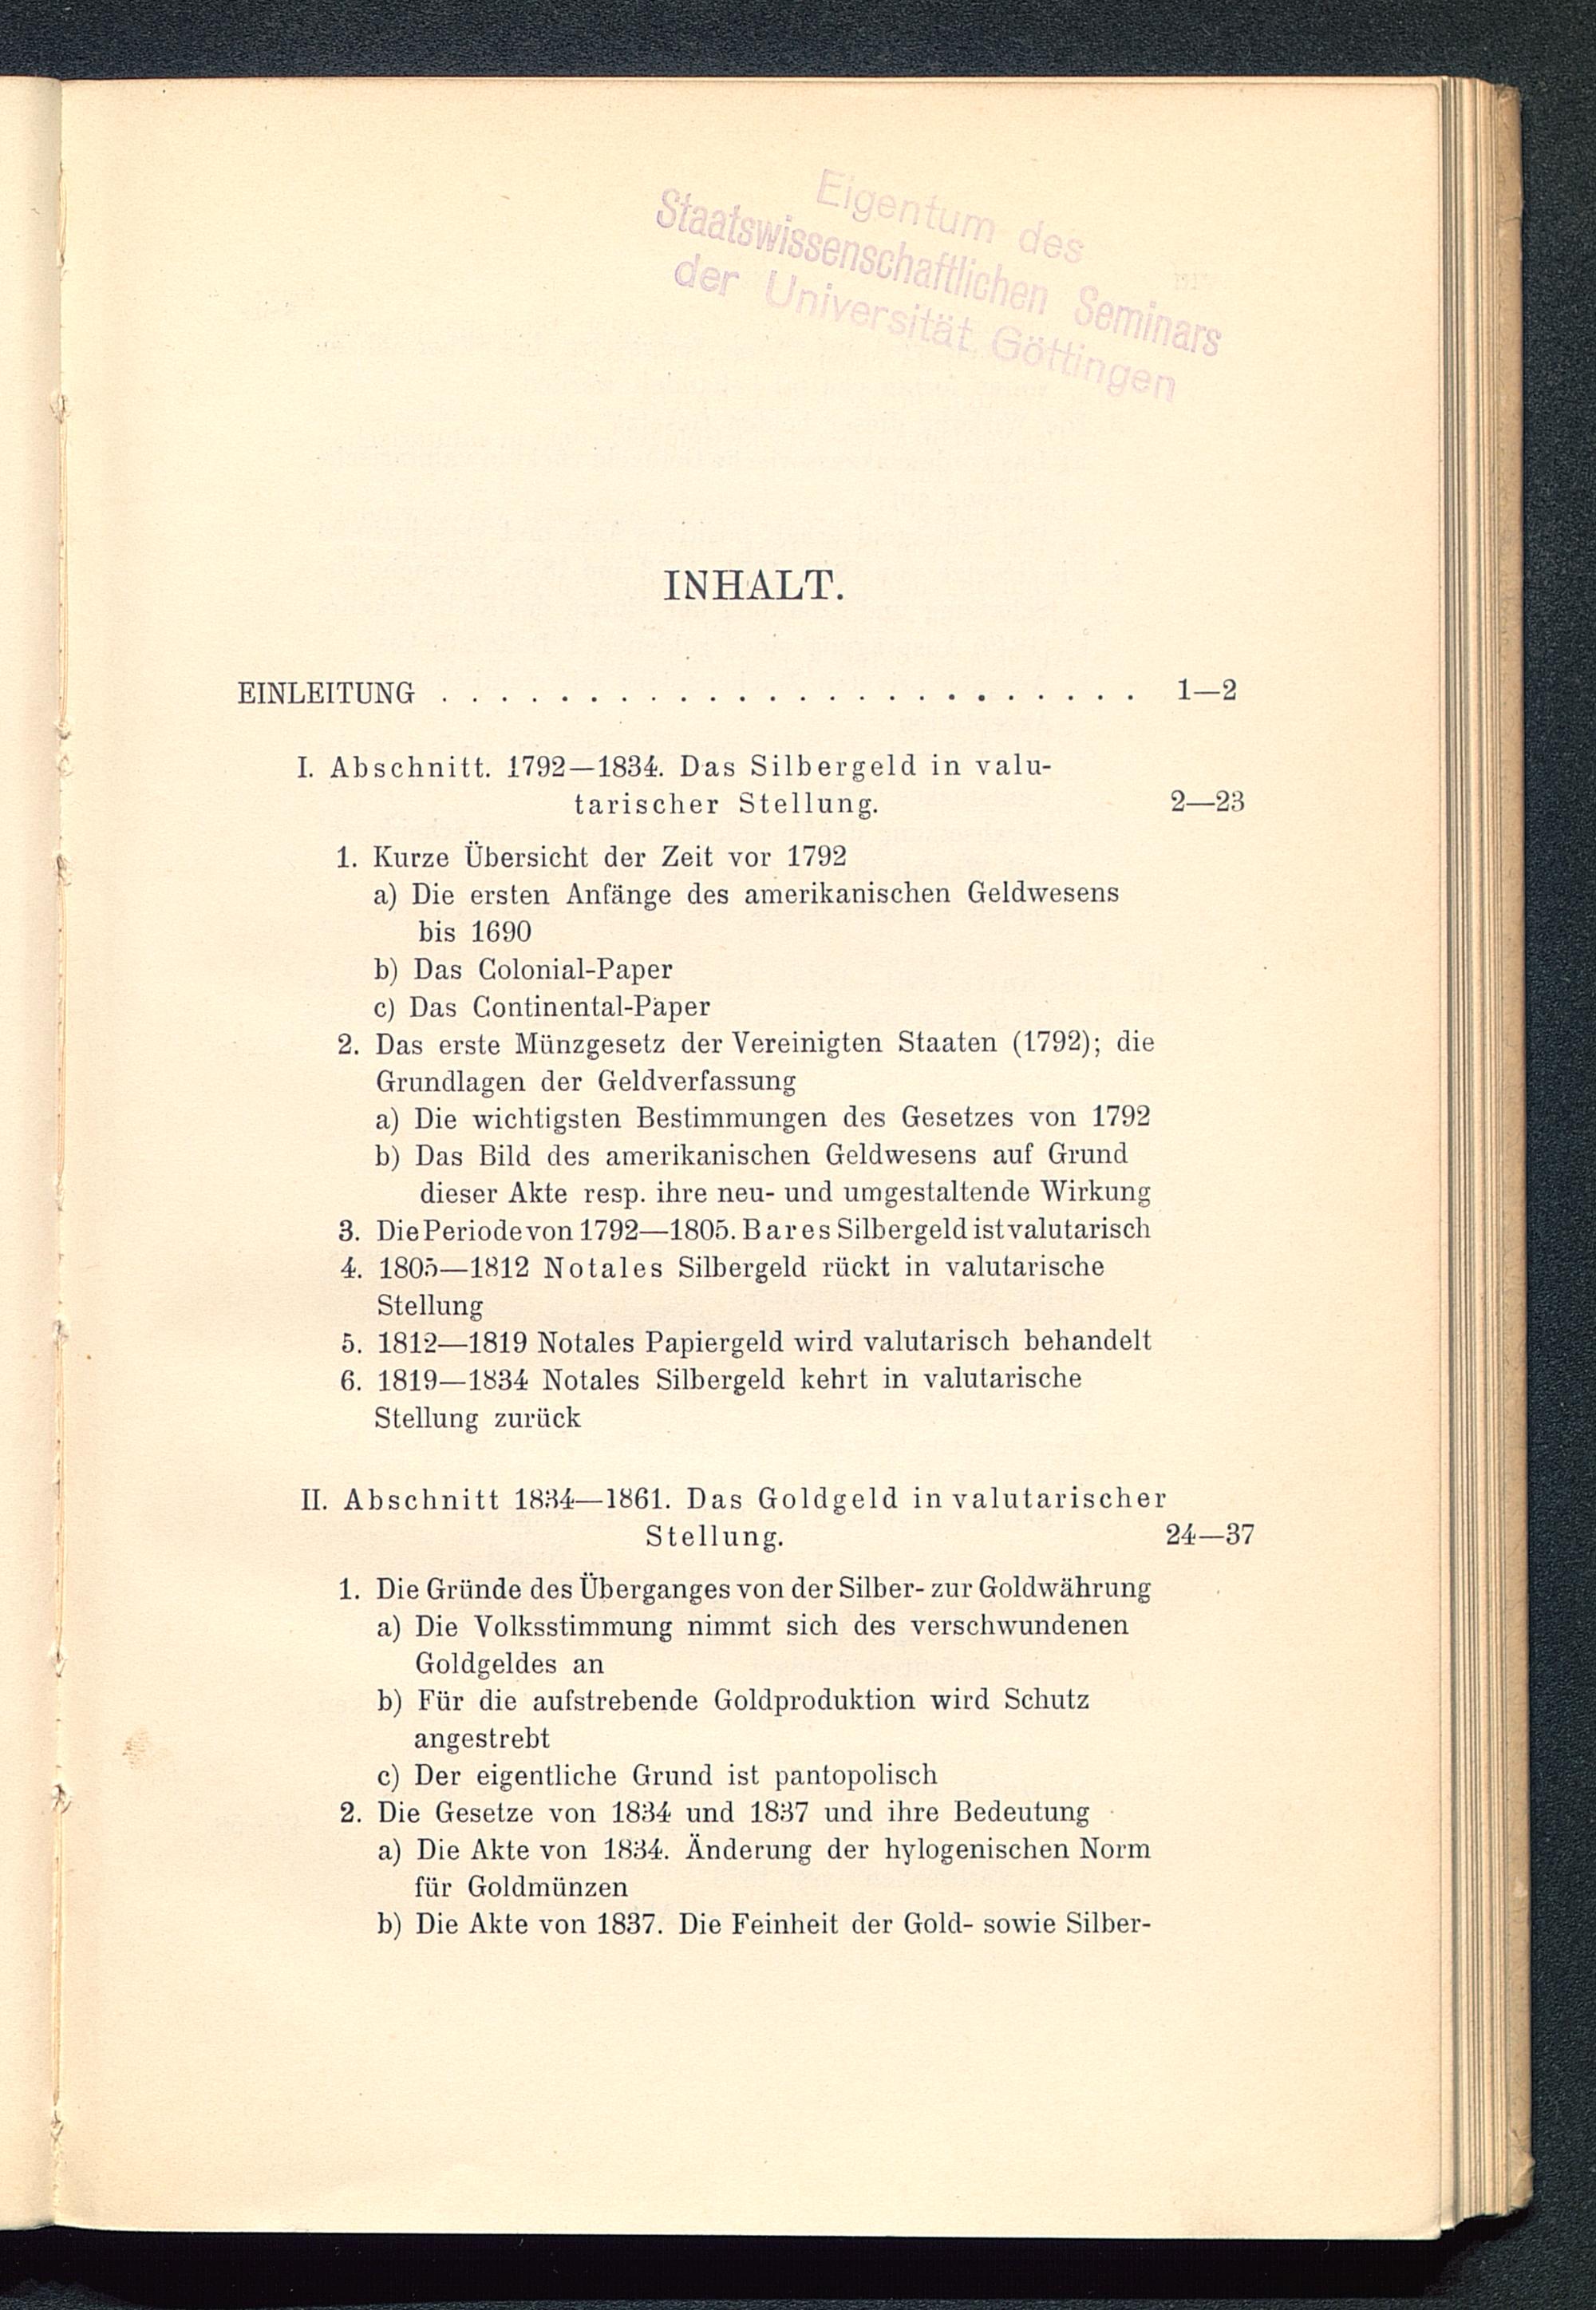 Eigentum des
Staatswissenschaftlichen Seminars
der Universität Göttingen
INHALT.
EINLEITUNG . . . . . . . . . . . . . . . . . . . . . . . . 1—2
I. Abschnitt. 1792—1834. Das Silbergeld in valu-
tarischer Stellung. 2—23
1. Kurze Übersicht der Zeit vor 1792
a) Die ersten Anfänge des amerikanischen Geldwesens
bis 1690
b) Das Colonial-Paper
c) Das Continental-Paper
2. Das erste Münzgesetz der Vereinigten Staaten (1792); die
Grundlagen der Geldverfassung
a) Die wichtigsten Bestimmungen des Gesetzes von 1792
b) Das Bild des amerikanischen Geldwesens auf Grund
dieser Akte resp. ihre neu- und umgestaltende Wirkung
3. Die Periode von 1792—1805. Bares Silbergeld ist valutarisch
4. 1805—1812 Notales Silbergeld rückt in valutarische
Stellung
5. 1812—1819 Notales Papiergeld wird valutarisch behandelt
6. 1819—1834 Notales Silbergeld kehrt in valutarische
Stellung zurück
II. Abschnitt 1834—1861. Das Goldgeld in valutarischer
Stellung. 24—37
1. Die Gründe des Überganges von der Silber- zur Goldwährung
a) Die Volksstimmung nimmt sich des verschwundenen
Goldgeldes an
b) Für die aufstrebende Goldproduktion wird Schutz
angestrebt
c) Der eigentliche Grund ist pantopolisch
2. Die Gesetze von 1834 und 1837 und ihre Bedeutung
a) Die Akte von 1834. Änderung der hylogenischen Norm
für Goldmünzen
b) Die Akte von 1837. Die Feinheit der Gold- sowie Silber-